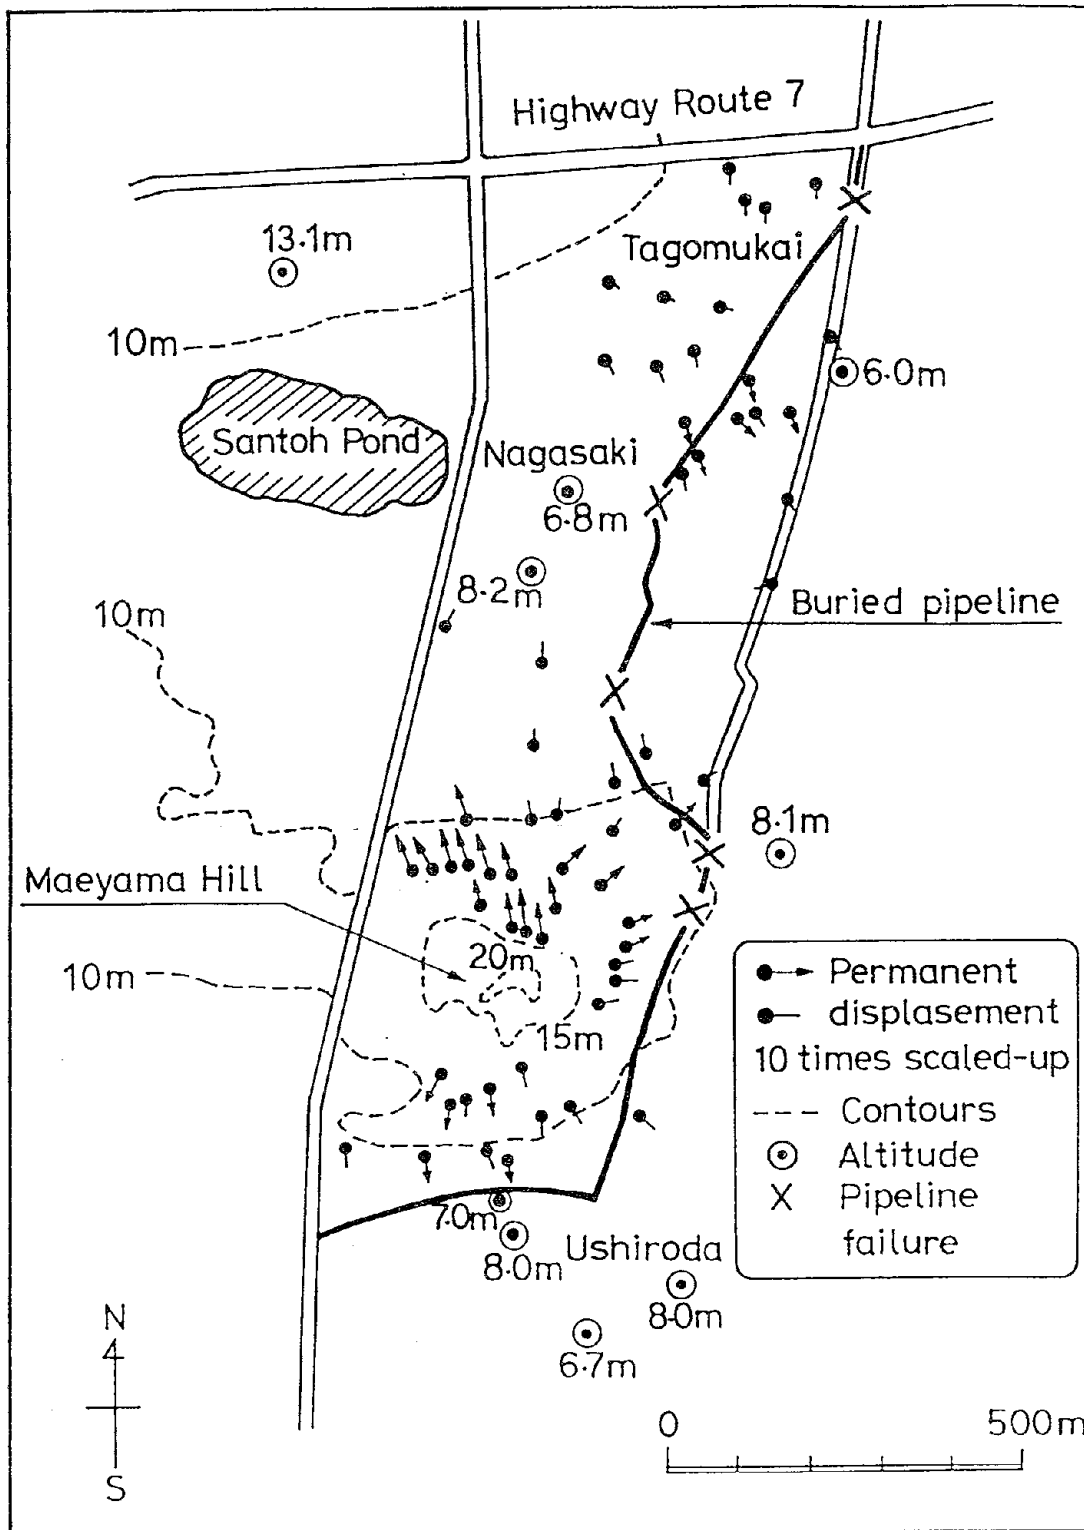 Highway Route 7
13.1m
Tagomukai
10m
6.0m
Santoh Pond
Nagasaki
6.8m
8.2m
10m
Buried pipeline
8.1m
Maeyama Hill
20m
10m
15m
Permanent
displasement
10 times scaled-up
Contours
Altitude
X Pipeline
failure
7.0m
8.0m
Ushiroda
8.0m
6.7m
N
S
0 500m